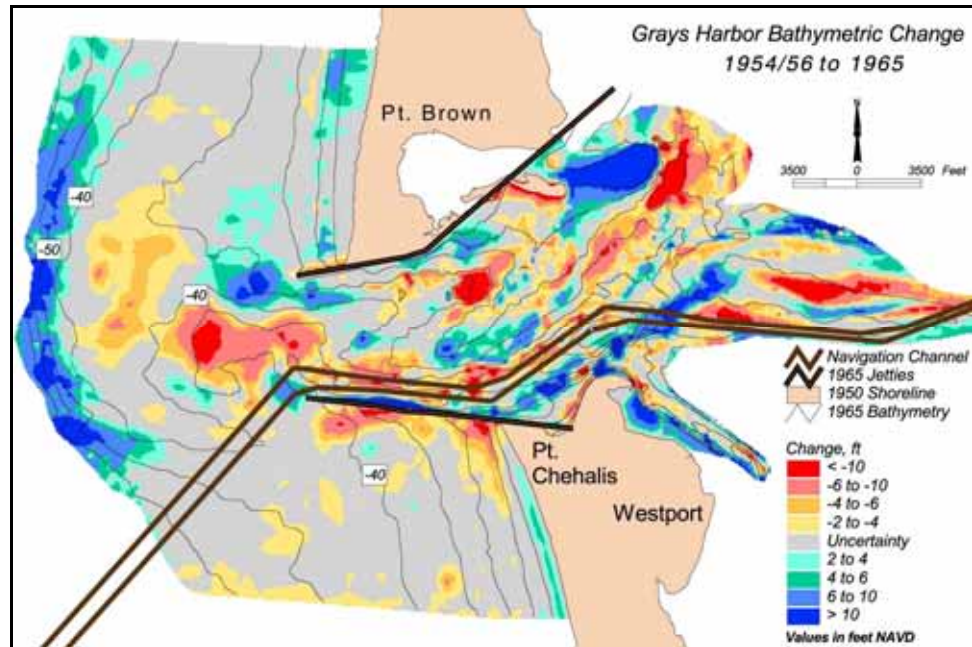 Grays Harbor Bathymetric Change
1954/56 to 1965
Pt. Brown
N
3500 0 3500 Feet
-40
-50
-40
-40
Navigation Channel
1965 Jetties
1950 Shoreline
1965 Bathymetry
Pt.
Chehalis
Westport
Change, ft
< -10
-6 to -10
-4 to -6
-2 to -4
Uncertainty
2 to 4
4 to 6
6 to 10
> 10
Values in feet NAVD